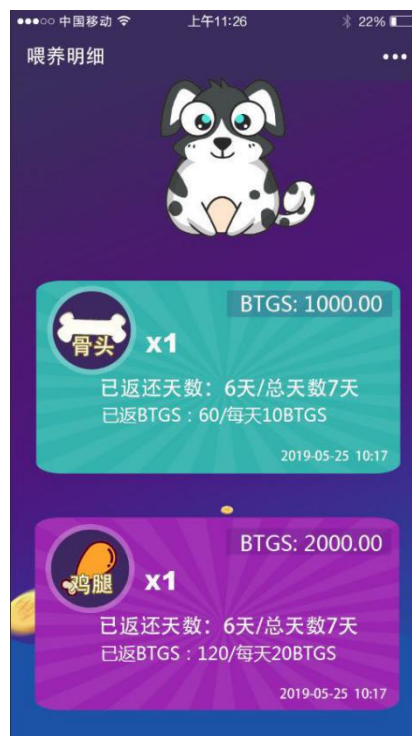 中国移动 上午11:26 22%
喂养明细
BTGS: 1000.00
骨头 x1
已返还天数：6天/总天数7天
已返BTGS：60/每天10BTGS
2019-05-25 10:17
BTGS: 2000.00
鸡腿 x1
已返还天数：6天/总天数7天
已返BTGS：120/每天20BTGS
2019-05-25 10:17